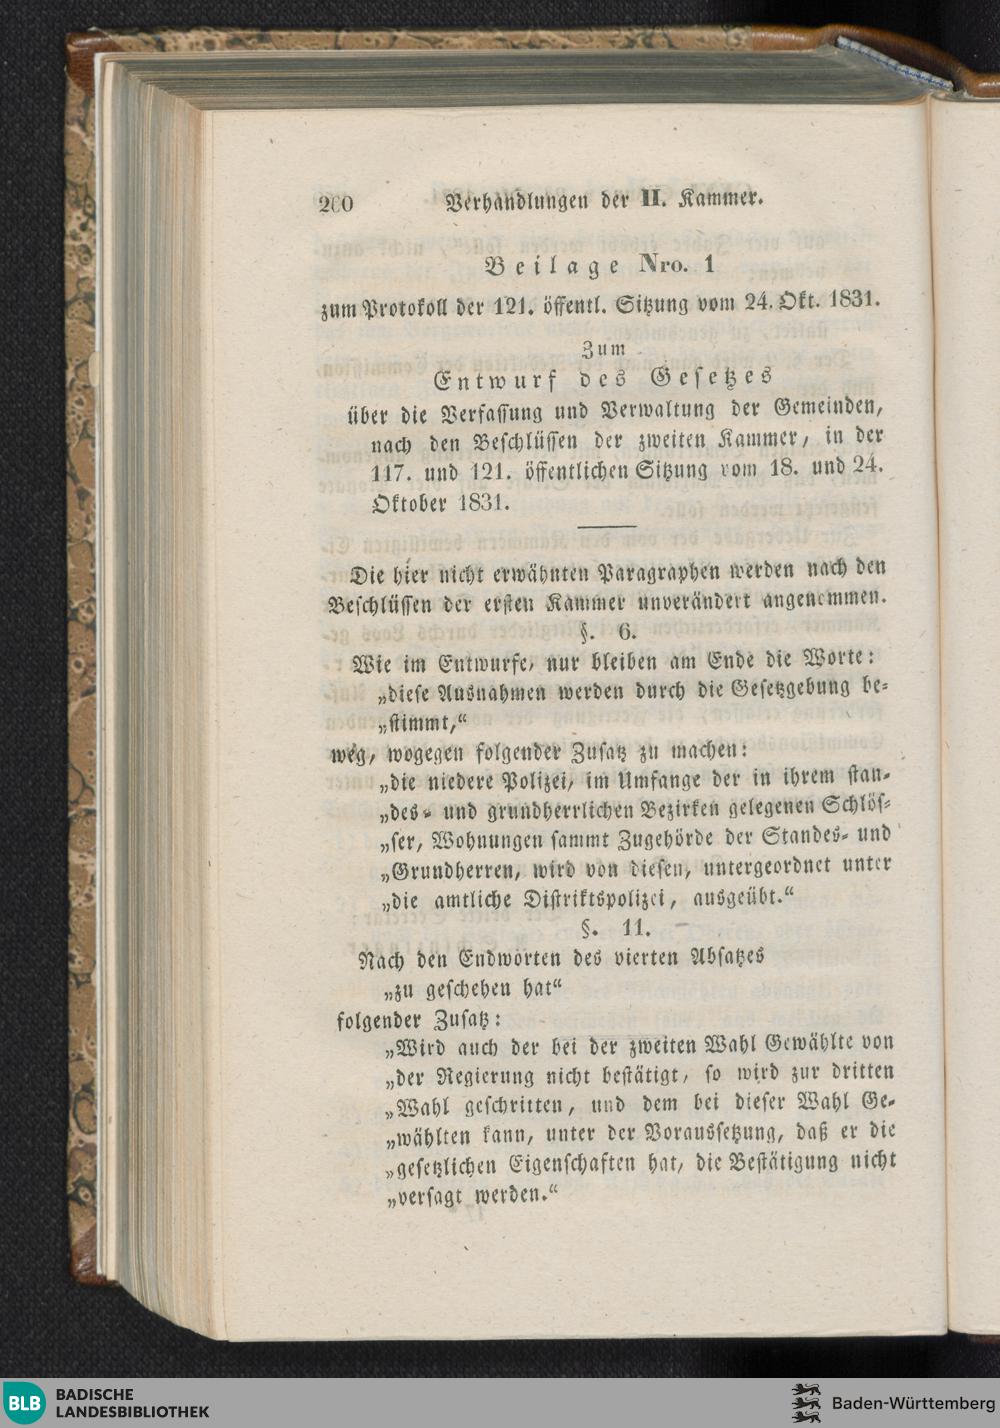 200 Verhandlungen der II. Kammer.
Beilage Nro. 1
zum Protokoll der 121. öffentl. Sitzung vom 24. Okt. 1831.
Zum
Entwurf des Gesetzes
über die Verfassung und Verwaltung der Gemeinden,
nach den Beschlüssen der zweiten Kammer, in der
117. und 121. öffentlichen Sitzung vom 18. und 24.
Oktober 1831.
Die hier nicht erwähnten Paragraphen werden nach den
Beschlüssen der ersten Kammer unverändert angenommen.
§. 6.
Wie im Entwurfe, nur bleiben am Ende die Worte:
„diese Ausnahmen werden durch die Gesetzgebung be-
„stimmt,“
weg, wogegen folgender Zusatz zu machen:
„die niedere Polizei, im Umfange der in ihrem stan-
„des- und grundherrlichen Bezirken gelegenen Schlös-
„ser, Wohnungen sammt Zugehörde der Standes- und
„Grundherren, wird von diesen, untergeordnet unter
„die amtliche Distriktspolizei, ausgeübt.“
§. 11.
Nach den Endworten des vierten Absatzes
„zu geschehen hat“
folgender Zusatz:
„Wird auch der bei der zweiten Wahl Gewählte von
„der Regierung nicht bestätigt, so wird zur dritten
„Wahl geschritten, und dem bei dieser Wahl Ge-
„wählten kann, unter der Voraussetzung, daß er die
„gesetzlichen Eigenschaften hat, die Bestätigung nicht
„versagt werden.“
BLB BADISCHE
LANDESBIBLIOTHEK
Baden-Württemberg